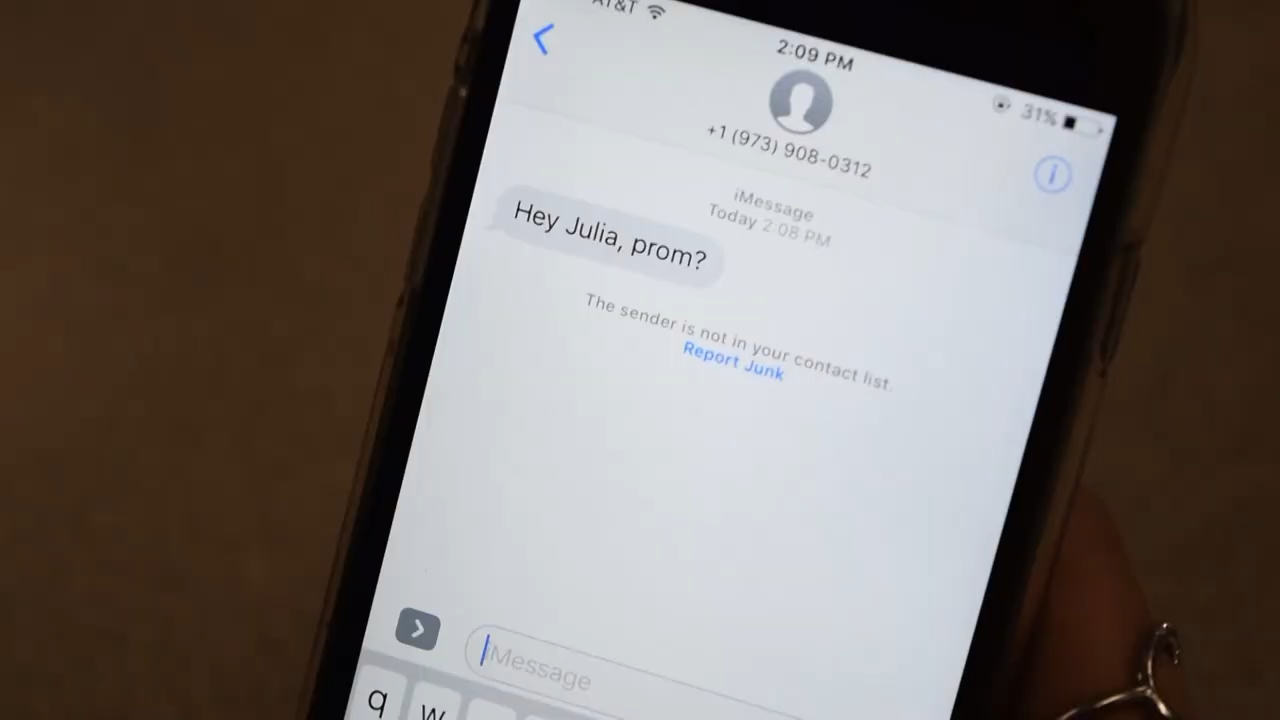 AT&T
2:09 PM
31%
+1 (973) 908-0312
iMessage
Today 2:08 PM
Hey Julia, prom?
The sender is not in your contact list.
Report Junk
iMessage
q w